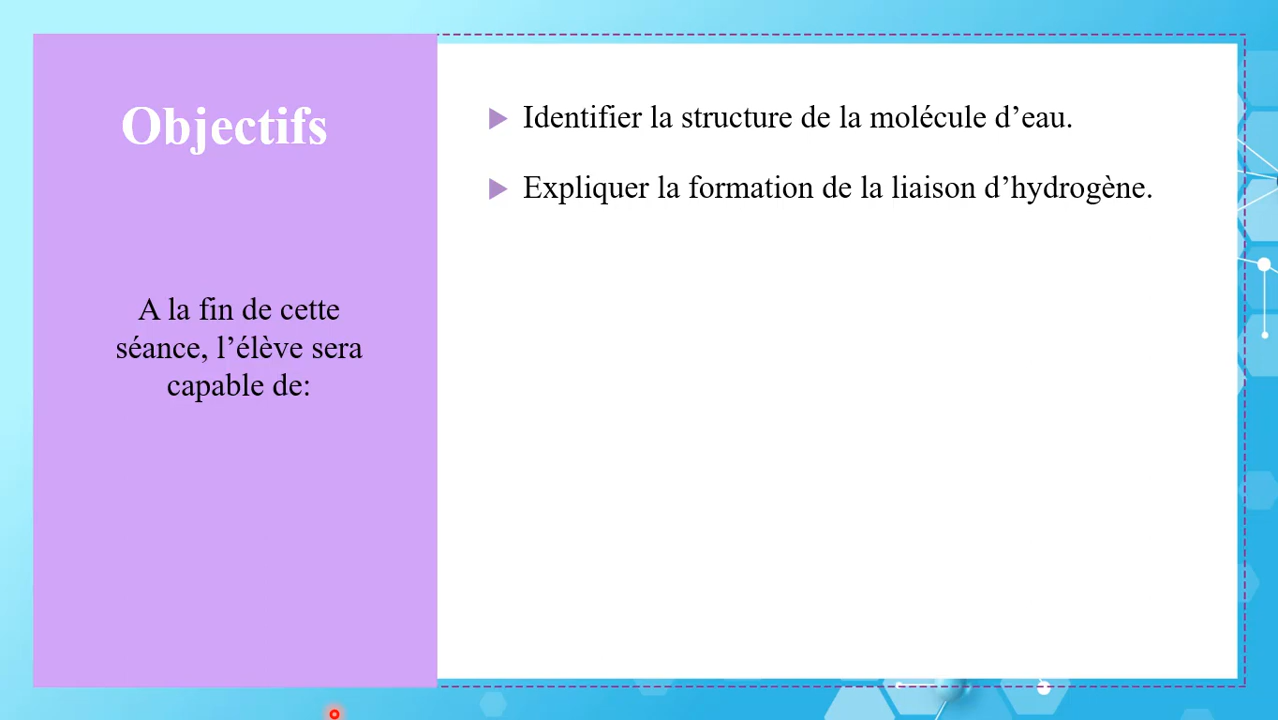 Objectifs
A la fin de cette
séance, l’élève sera
capable de:
Identifier la structure de la molécule d’eau.
Expliquer la formation de la liaison d’hydrogène.